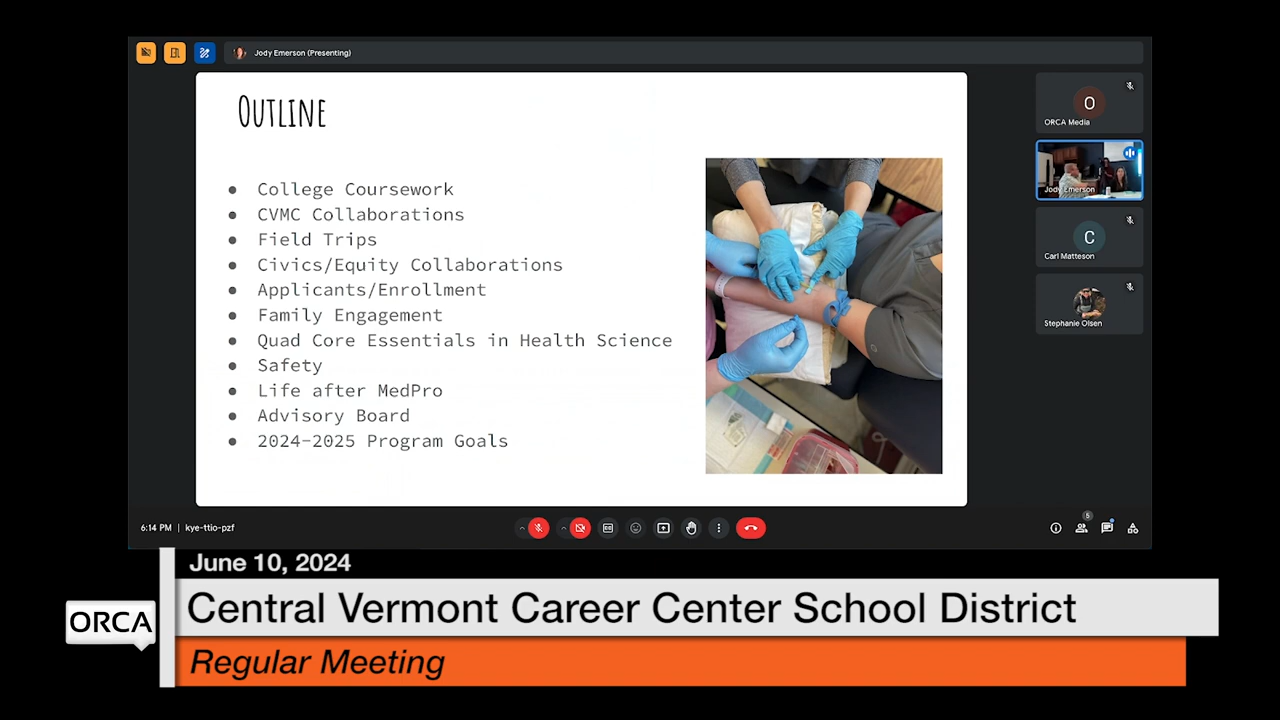 Jody Emerson (Presenting)
OUTLINE
● College Coursework
● CVMC Collaborations
● Field Trips
● Civics/Equity Collaborations
● Applicants/Enrollment
● Family Engagement
● Quad Core Essentials in Health Science
● Safety
● Life after MedPro
● Advisory Board
● 2024-2025 Program Goals
O
ORCA Media
Jody Emerson
C
Carl Matteson
Stephanie Olsen
6:14 PM | kye-ttio-pzf
5
June 10, 2024
ORCA
Central Vermont Career Center School District
Regular Meeting